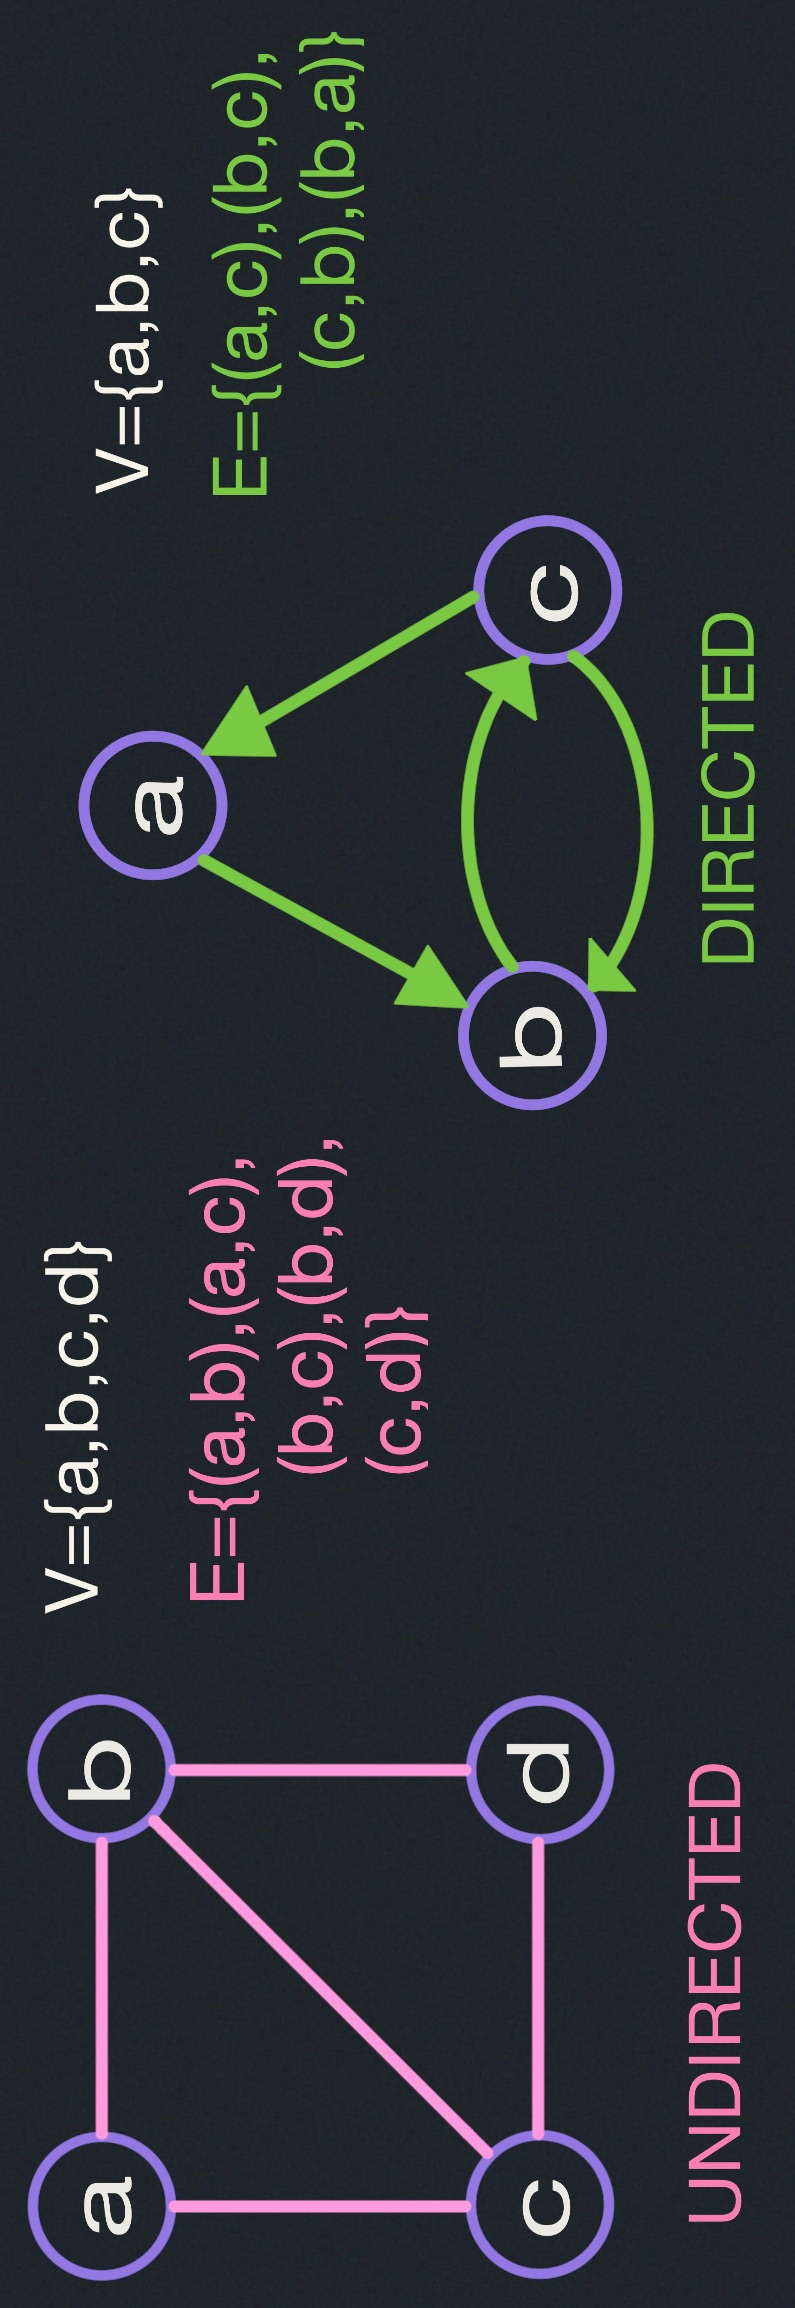 a
b
c
d
UNDIRECTED
V={a,b,c,d}
E={(a,b),(a,c),
(b,c),(b,d),
(c,d)}
a
b
c
DIRECTED
V={a,b,c}
E={(a,c),(b,c),
(c,b),(b,a)}